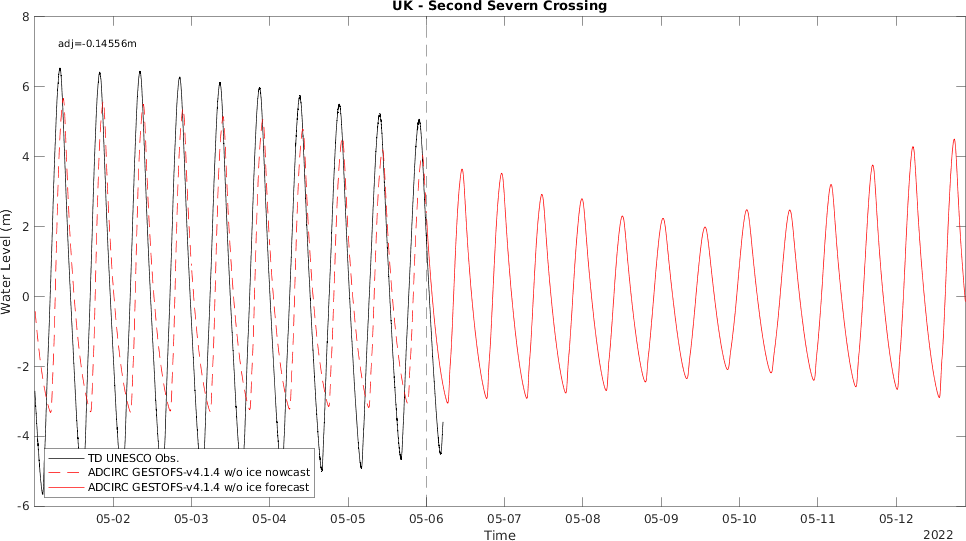 UK - Second Severn Crossing
adj=-0.14556m
8
6
4
2
0
-2
-4
-6
Water Level (m)
TD UNESCO Obs.
ADCIRC GESTOFS-v4.1.4 w/o ice nowcast
ADCIRC GESTOFS-v4.1.4 w/o ice forecast
05-02 05-03 05-04 05-05 05-06 05-07 05-08 05-09 05-10 05-11 05-12
Time
2022